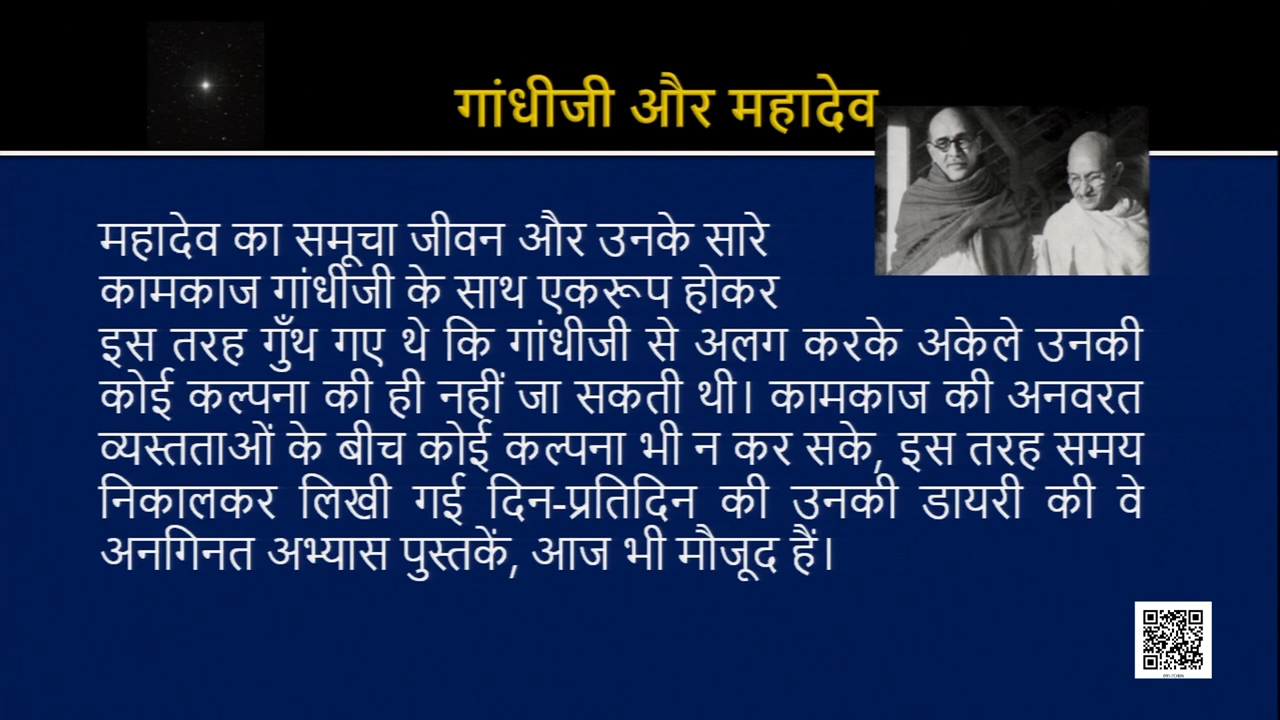 गांधीजी और महादेव
महादेव का समूचा जीवन और उनके सारे
कामकाज गांधीजी के साथ एकरूप होकर
इस तरह गुँथ गए थे कि गांधीजी से अलग करके अकेले उनकी
कोई कल्पना की ही नहीं जा सकती थी। कामकाज की अनवरत
व्यस्तताओं के बीच कोई कल्पना भी न कर सके, इस तरह समय
निकालकर लिखी गई दिन-प्रतिदिन की उनकी डायरी की वे
अनगिनत अभ्यास पुस्तकें, आज भी मौजूद हैं।